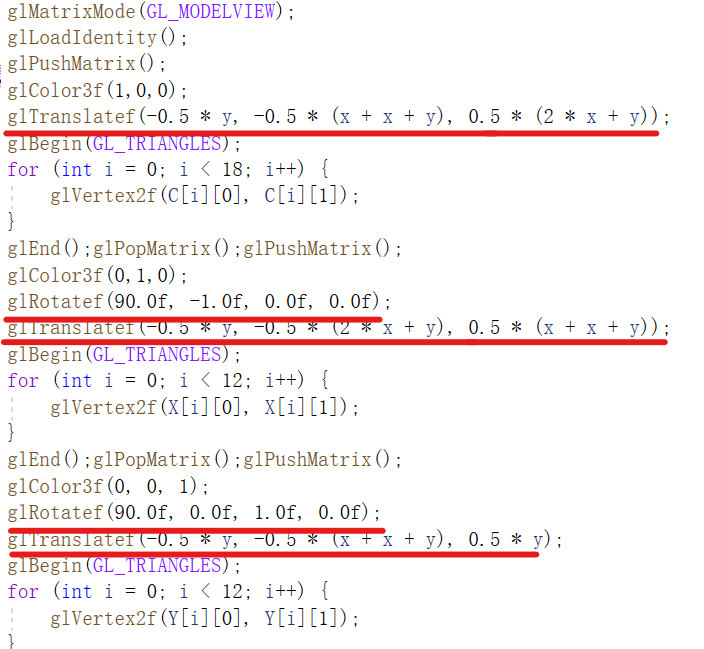 glMatrixMode(GL_MODELVIEW);
glLoadIdentity();
glPushMatrix();
glColor3f(1,0,0);
glTranslatef(-0.5 * y, -0.5 * (x + x + y), 0.5 * (2 * x + y));
glBegin(GL_TRIANGLES);
for (int i = 0; i < 18; i++) {
    glVertex2f(C[i][0], C[i][1]);
}
glEnd();glPopMatrix();glPushMatrix();
glColor3f(0,1,0);
glRotatef(90.0f, -1.0f, 0.0f, 0.0f);
glTranslatef(-0.5 * y, -0.5 * (2 * x + y), 0.5 * (x + x + y));
glBegin(GL_TRIANGLES);
for (int i = 0; i < 12; i++) {
    glVertex2f(X[i][0], X[i][1]);
}
glEnd();glPopMatrix();glPushMatrix();
glColor3f(0, 0, 1);
glRotatef(90.0f, 0.0f, 1.0f, 0.0f);
glTranslatef(-0.5 * y, -0.5 * (x + x + y), 0.5 * y);
glBegin(GL_TRIANGLES);
for (int i = 0; i < 12; i++) {
    glVertex2f(Y[i][0], Y[i][1]);
}